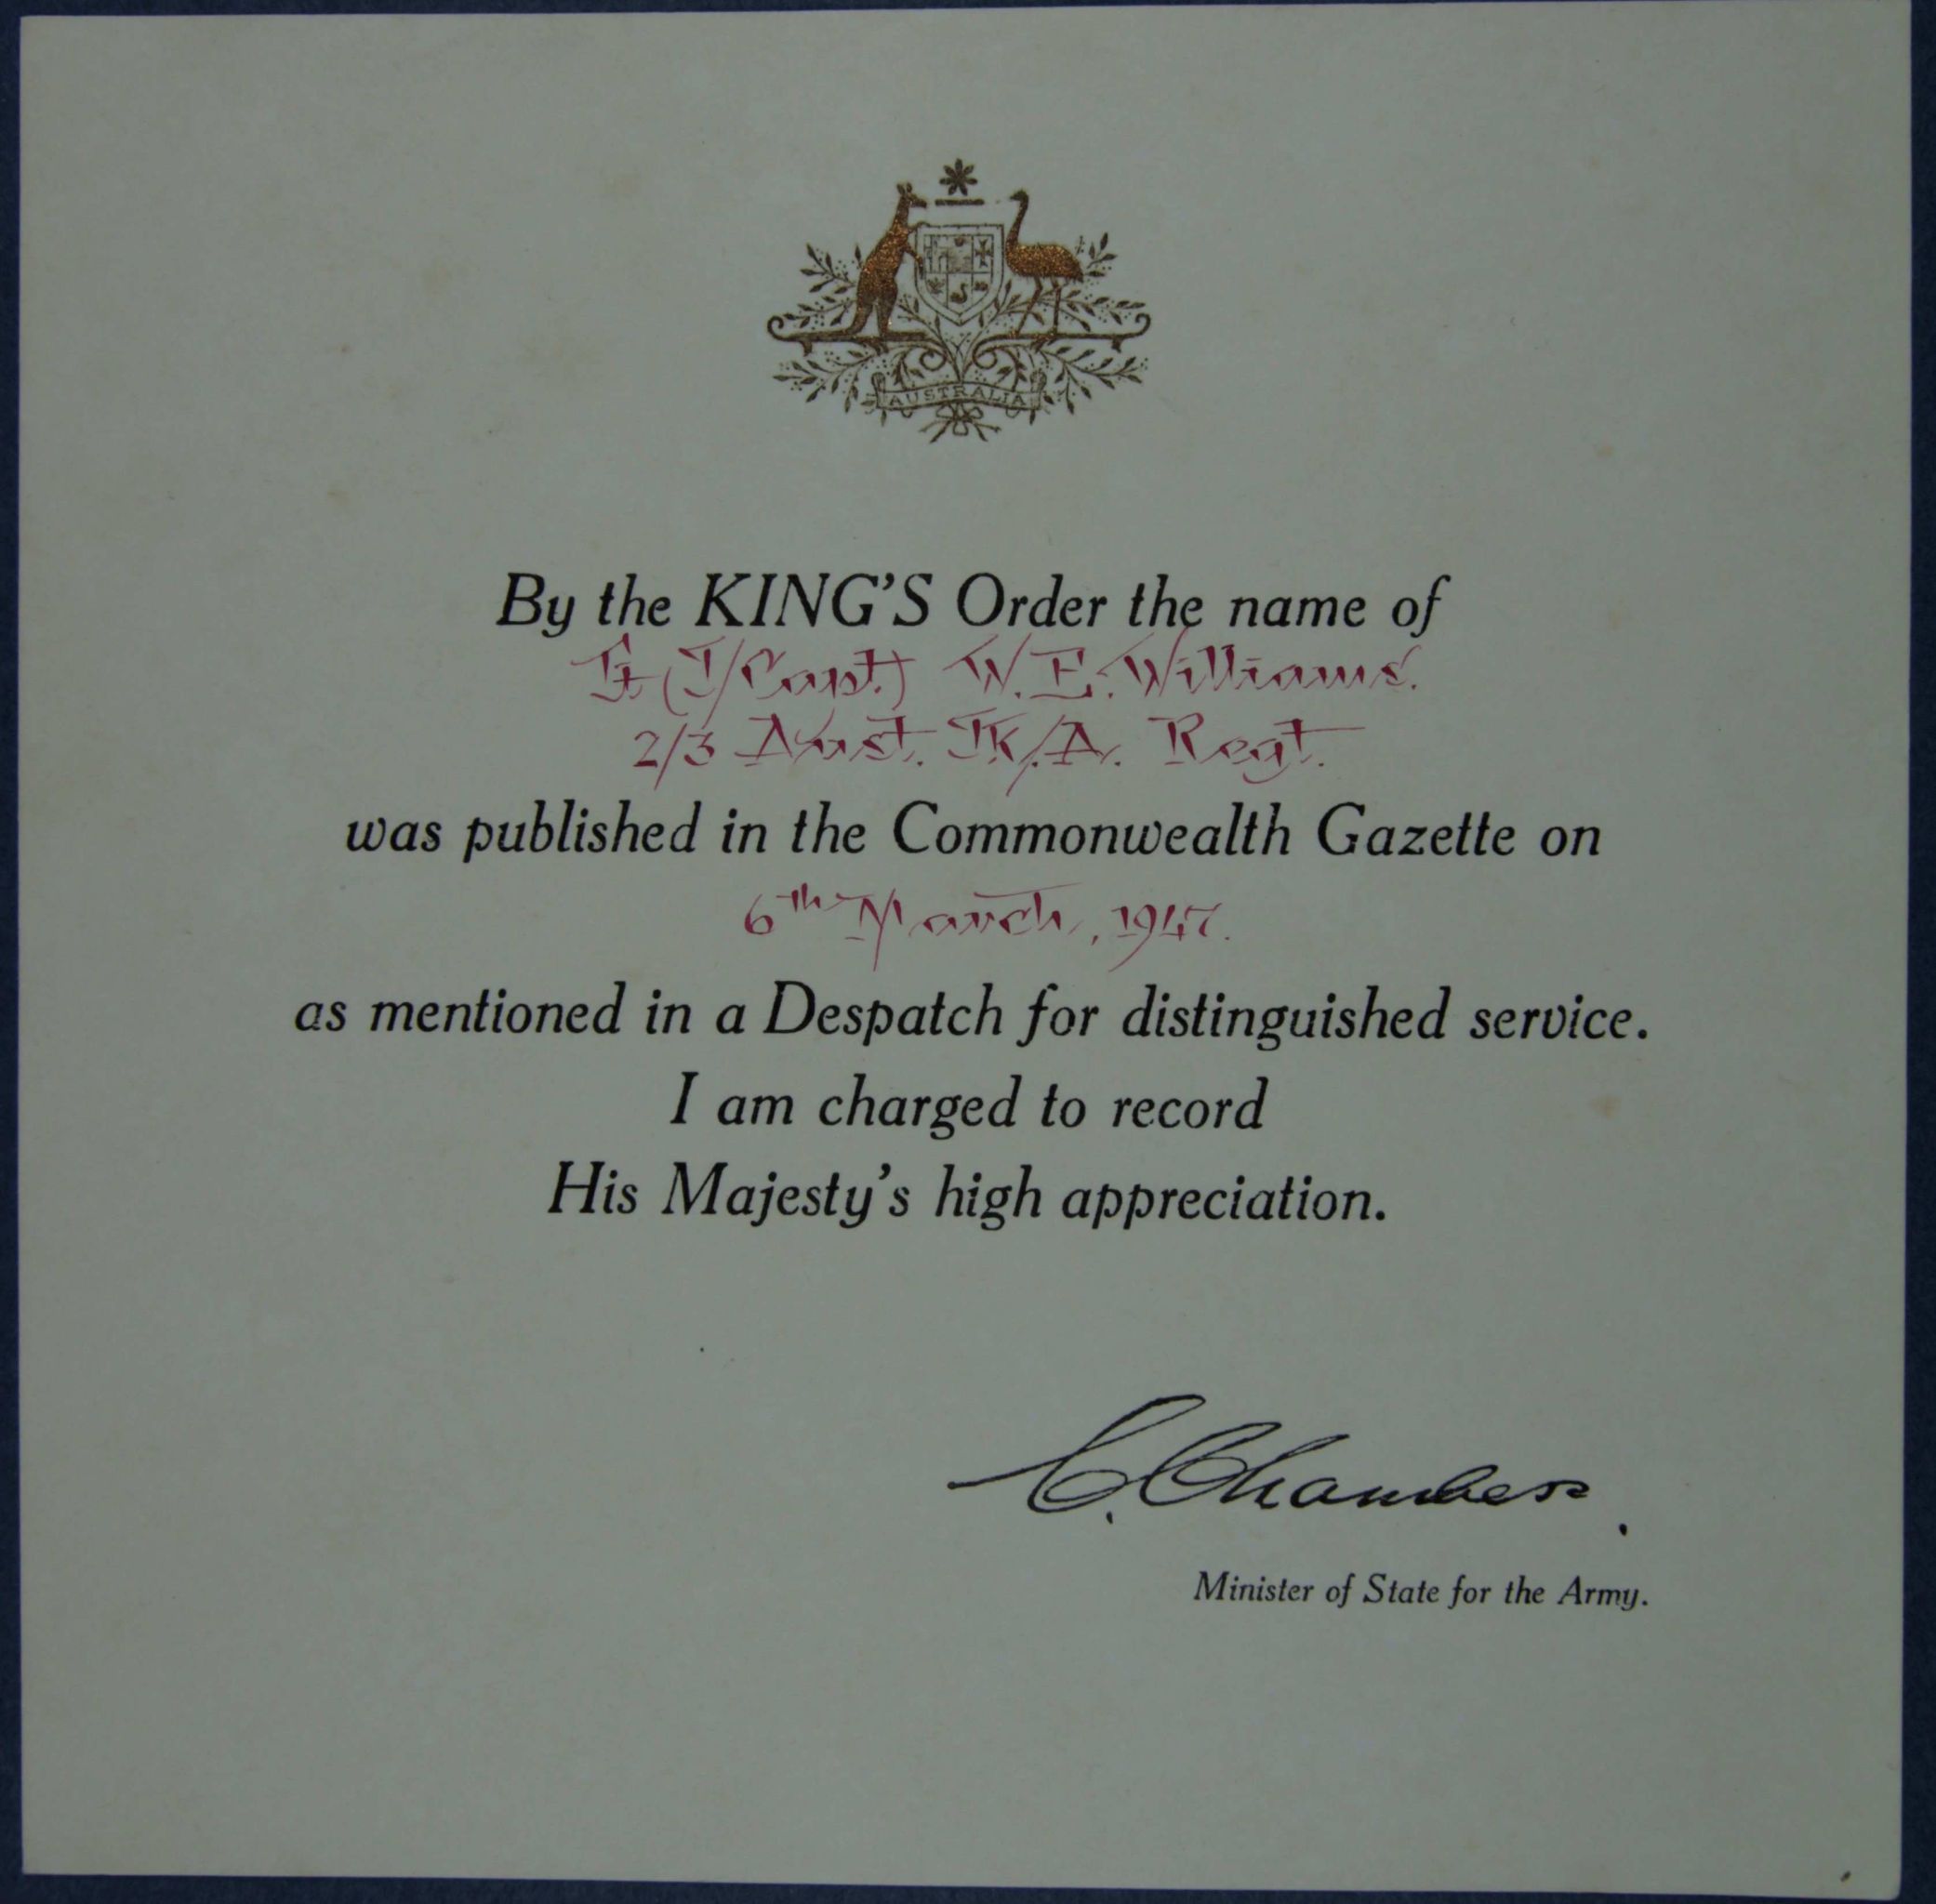 AUSTRALIA
By the KING'S Order the name of
Lt (T/Capt.) W.E. Williams.
2/3 Aust. TK/A. Regt.
was published in the Commonwealth Gazette on
6th March, 1947.
as mentioned in a Despatch for distinguished service.
I am charged to record
His Majesty's high appreciation.
C. Chambers.
Minister of State for the Army.